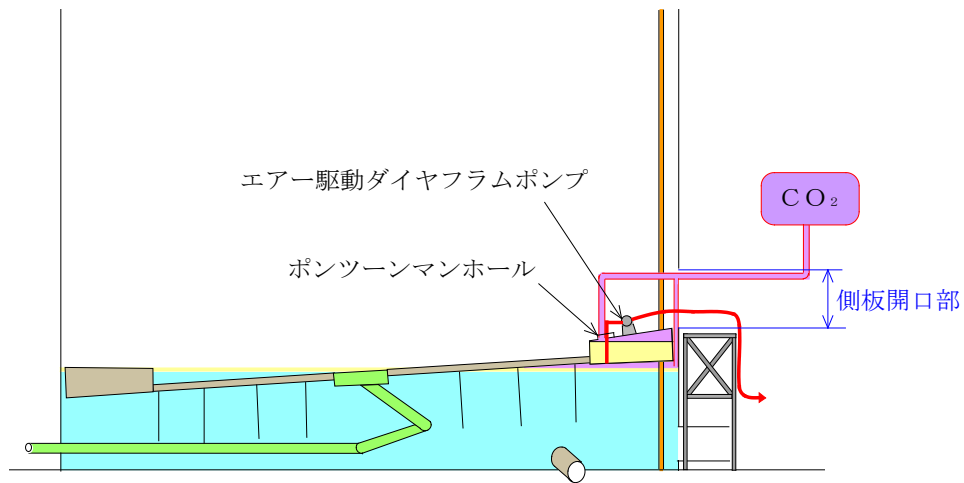 エアー駆動ダイヤフラムポンプ
ＣＯ₂
ポンツーンマンホール
側板開口部